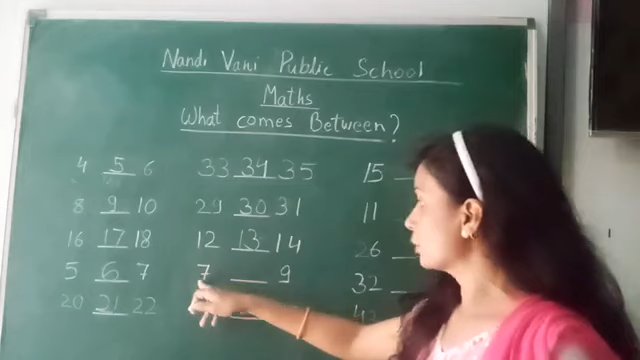 Nandi Vani Public School
Maths
What comes Between?
4 5 6 33 34 35 15
8 9 10 29 30 31 11
16 17 18 12 13 14 26
5 6 7 7 __ 9 32
20 21 22